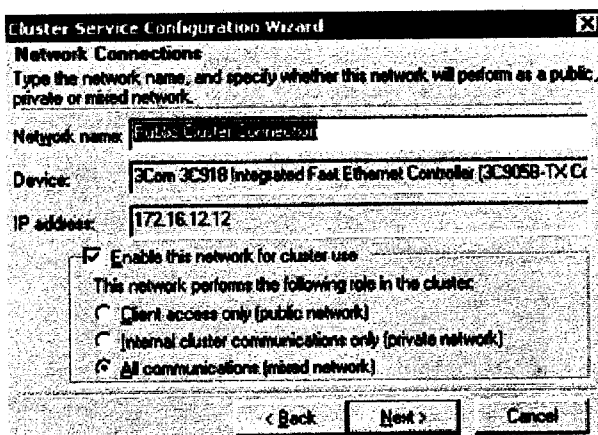 Cluster Service Configuration Wizard
Network Connections
Type the network name, and specify whether this network will perform as a public,
private or mixed network.
Network name: Public Cluster Connection
Device: 3Com 3C918 Integrated Fast Ethernet Controller (3C905B-TX Co
IP address: 172.16.12.12
Enable this network for cluster use
This network performs the following role in the cluster:
Client access only (public network)
Internal cluster communications only (private network)
All communications (mixed network)
< Back Next > Cancel